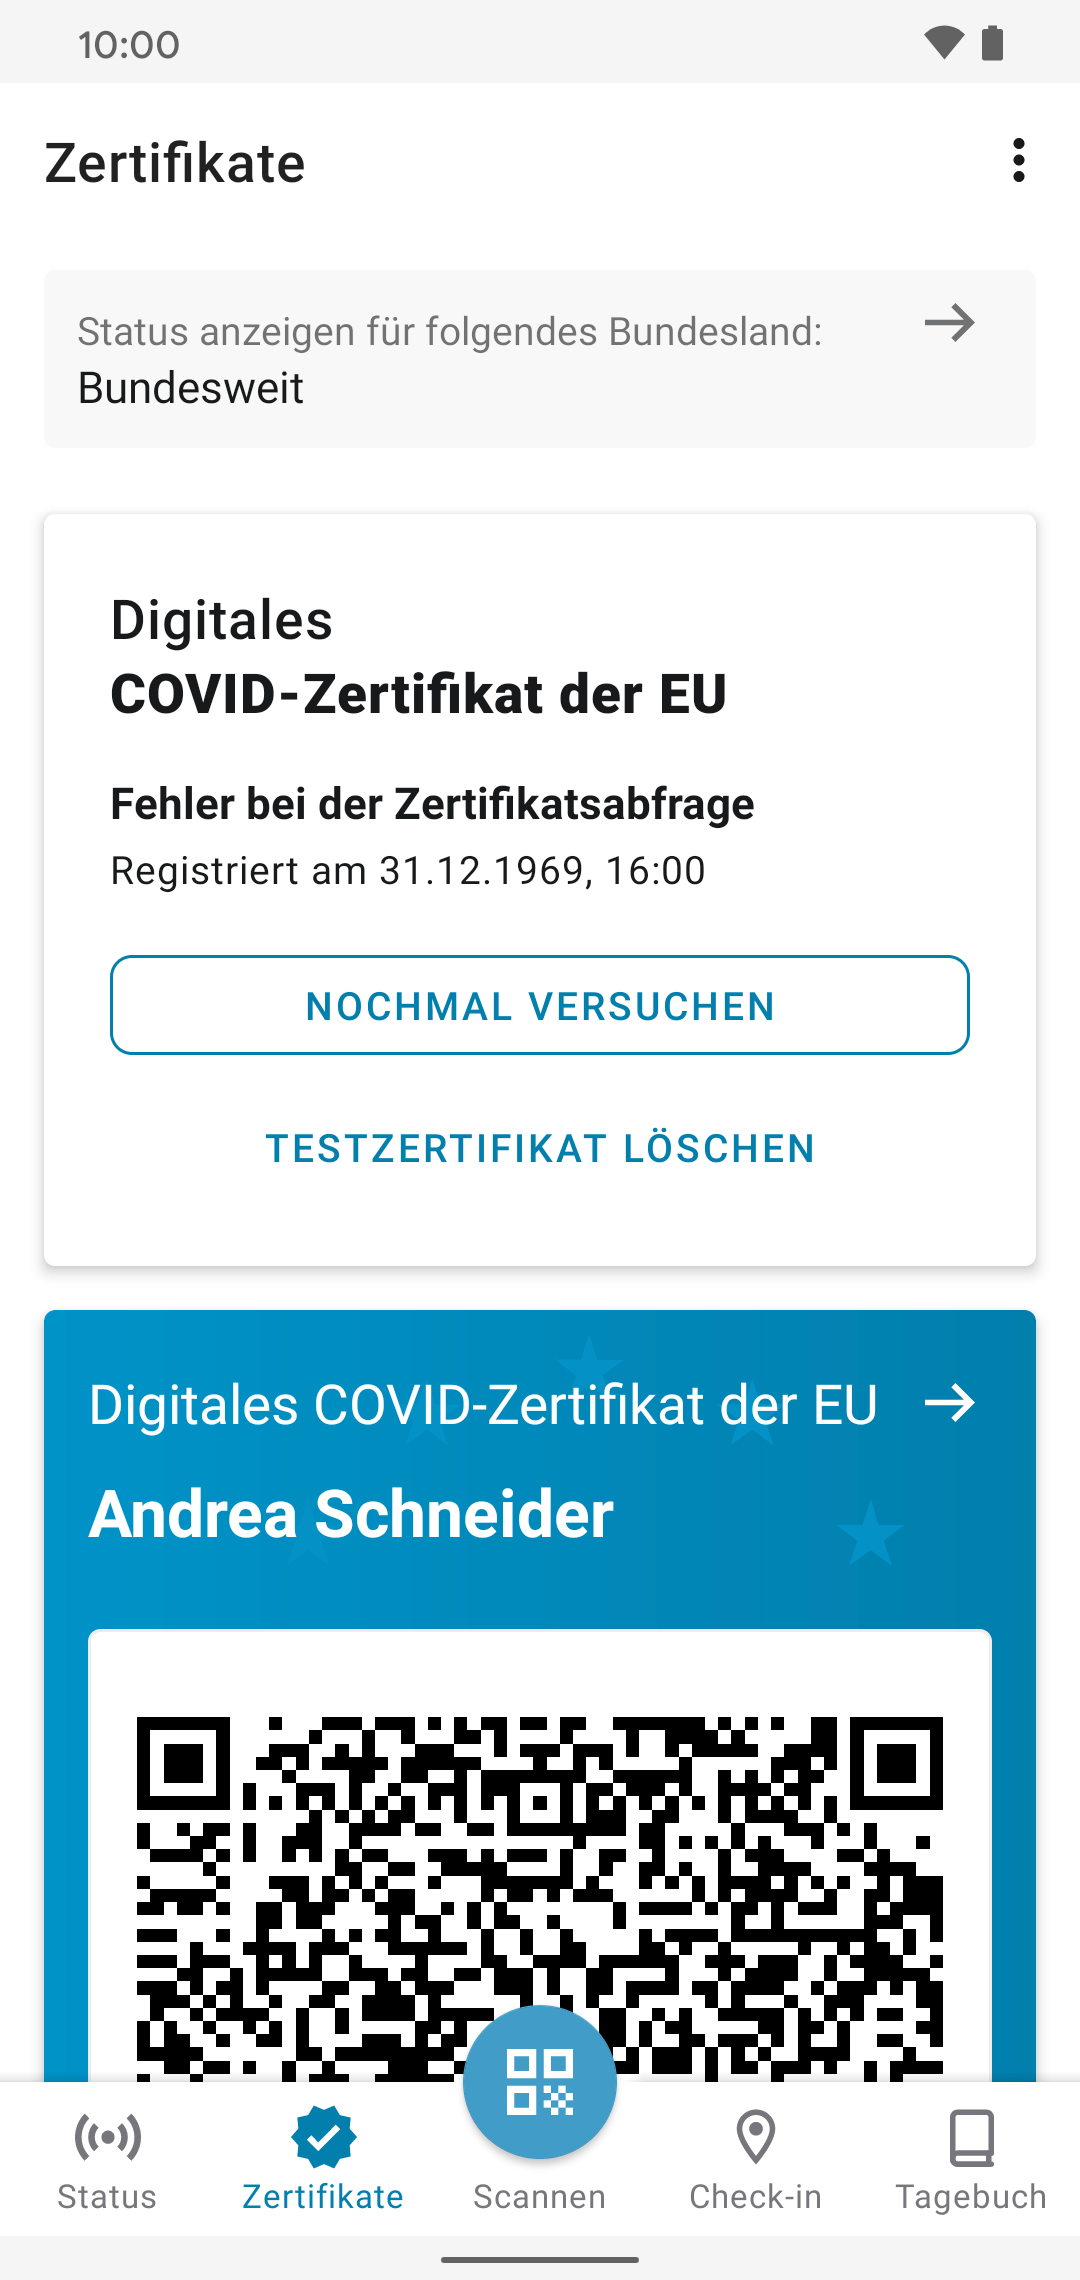 10:00
Zertifikate
Status anzeigen für folgendes Bundesland:
Bundesweit
Digitales
COVID-Zertifikat der EU
Fehler bei der Zertifikatsabfrage
Registriert am 31.12.1969, 16:00
NOCHMAL VERSUCHEN
TESTZERTIFIKAT LÖSCHEN
Digitales COVID-Zertifikat der EU
Andrea Schneider
Status
Zertifikate
Scannen
Check-in
Tagebuch